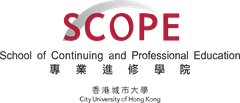 SCOPE
School of Continuing and Professional Education
專業進修學院
香港城市大學
City University of Hong Kong